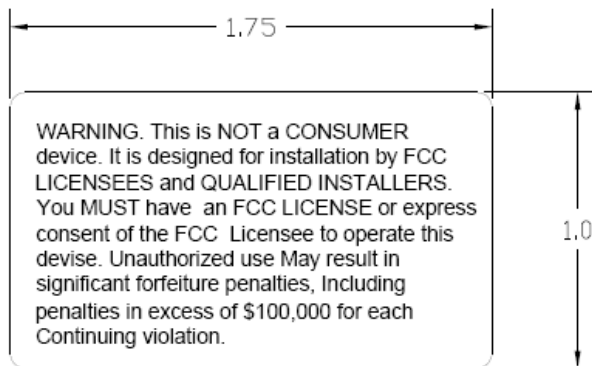 1.75
WARNING. This is NOT a CONSUMER
device. It is designed for installation by FCC
LICENSEES and QUALIFIED INSTALLERS.
You MUST have  an FCC LICENSE or express
consent of the FCC  Licensee to operate this
devise. Unauthorized use May result in
significant forfeiture penalties, Including
penalties in excess of $100,000 for each
Continuing violation.
1.0